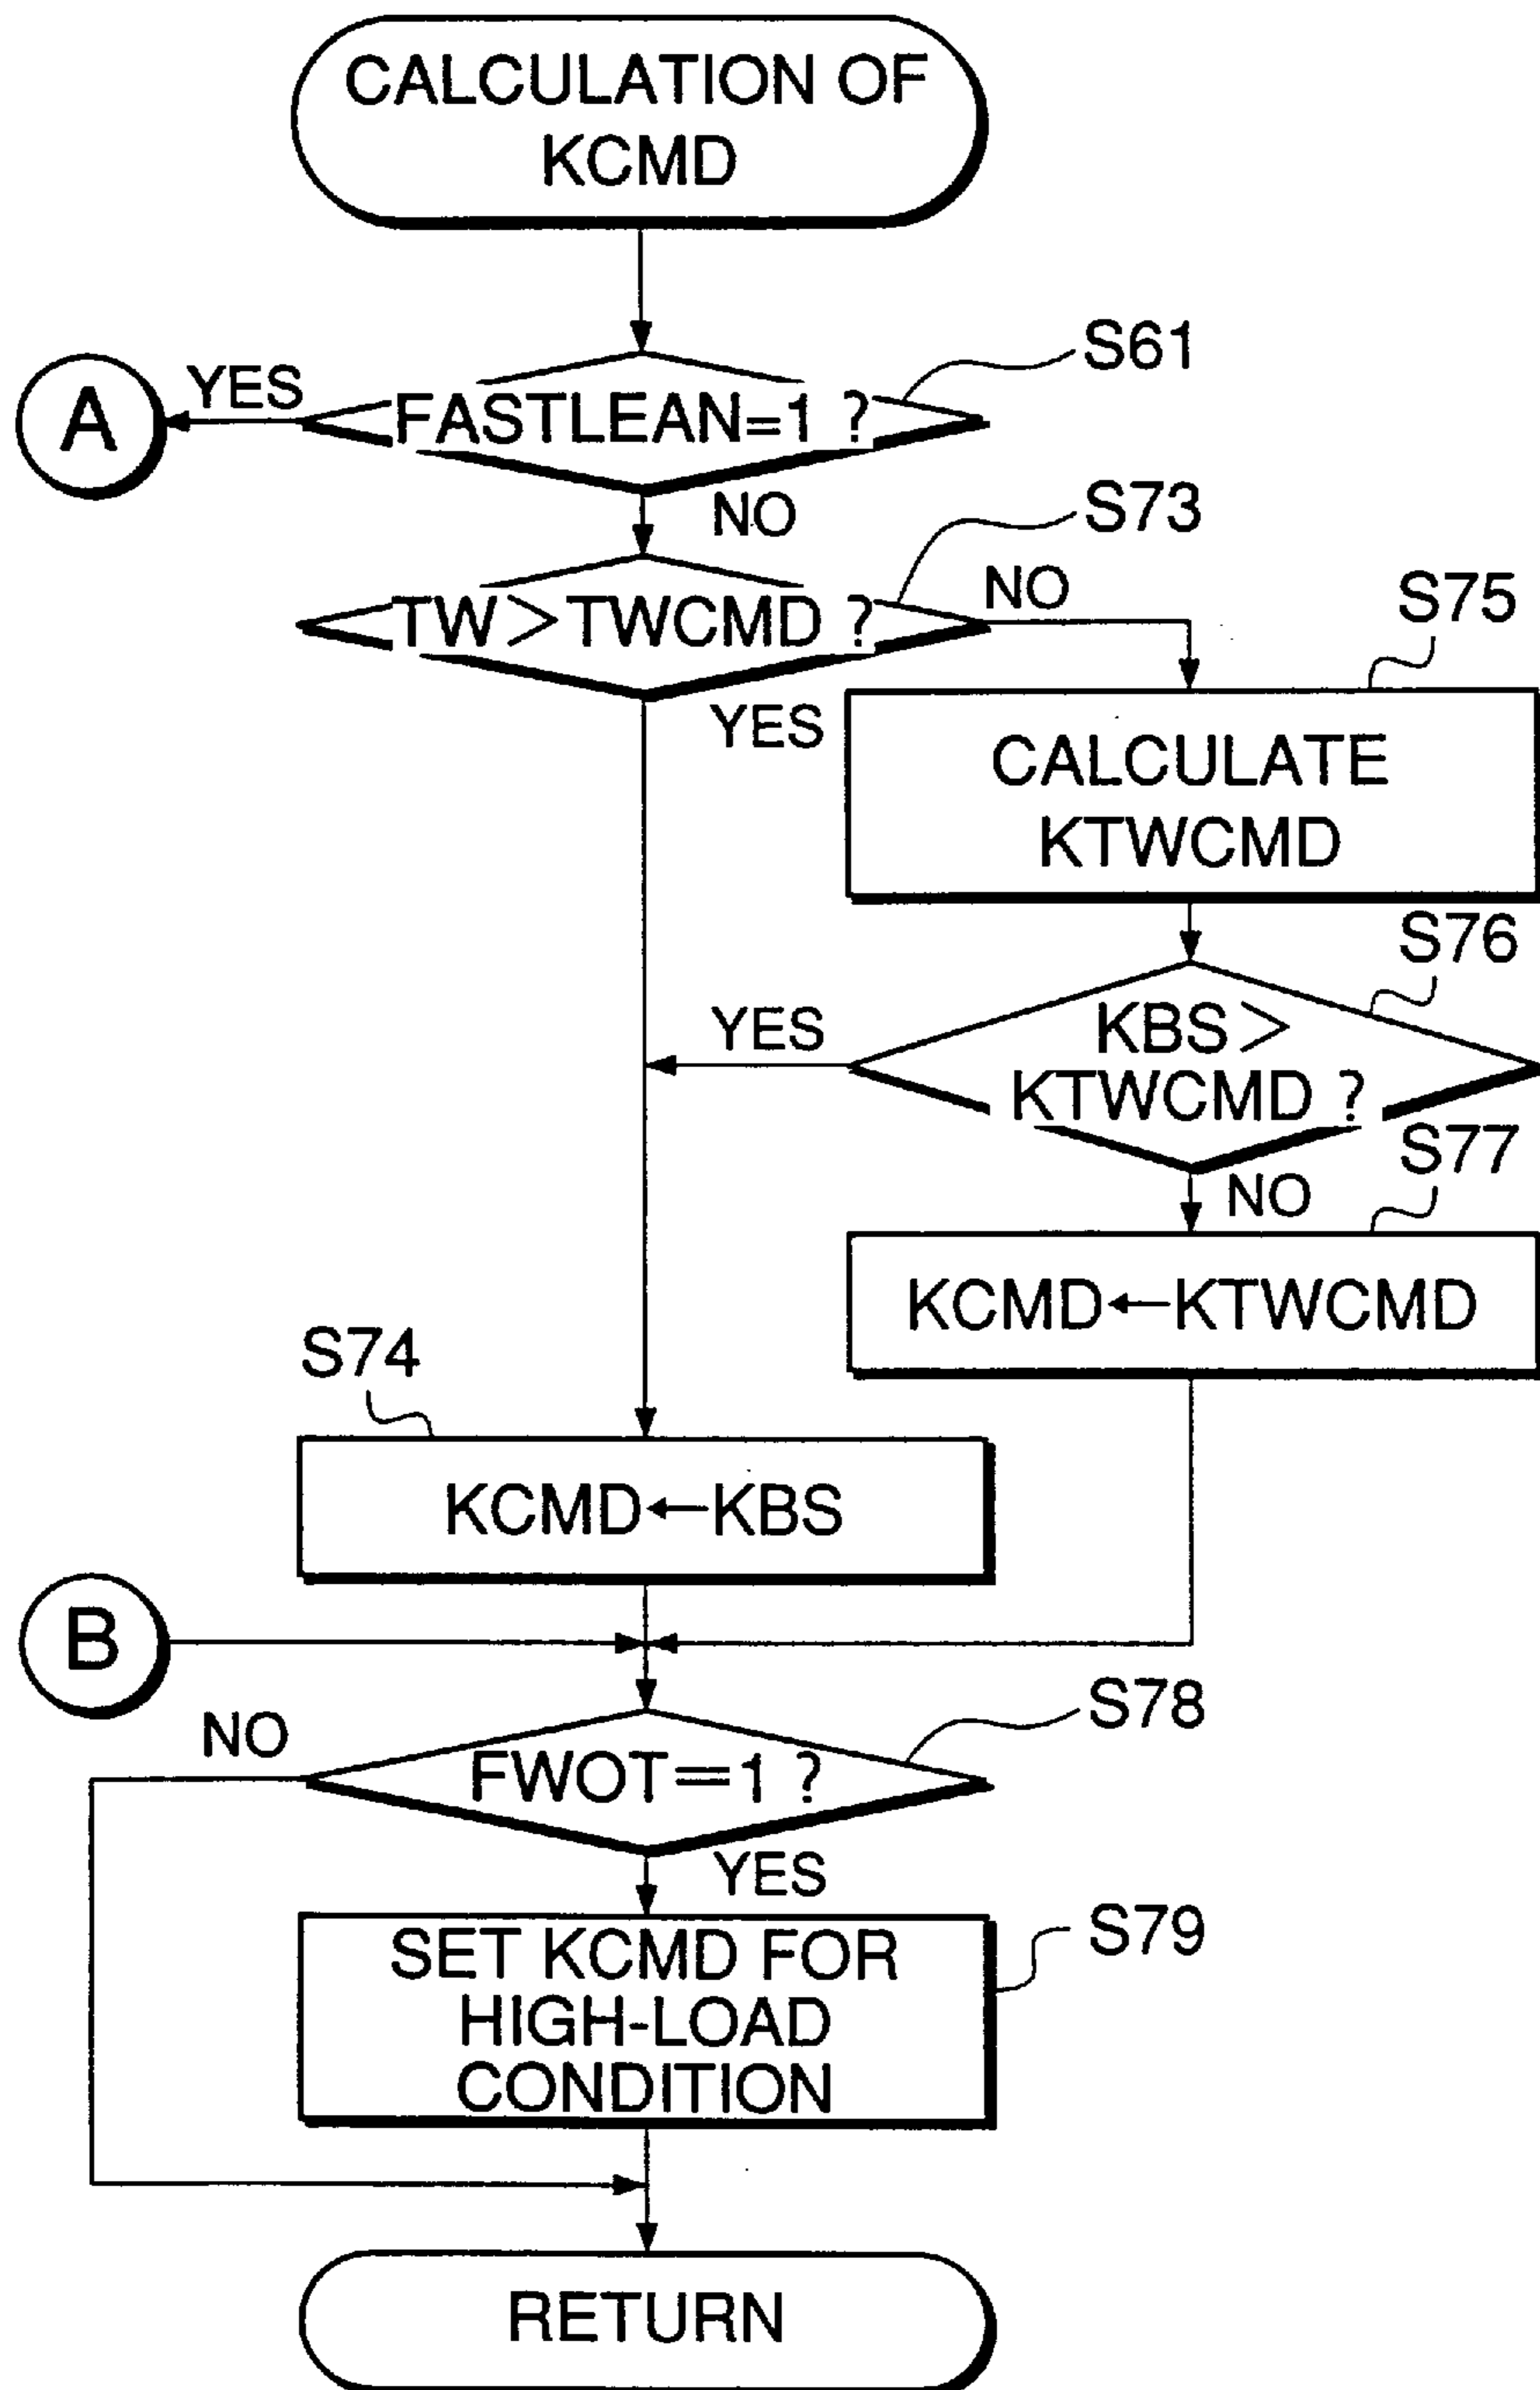 CALCULATION OF
KCMD
S61
A
YES
FASTLEAN=1 ?
NO
S73
TW>TWCMD ?
NO
S75
YES
CALCULATE
KTWCMD
S76
YES
KBS>
KTWCMD ?
S77
NO
KCMD←KTWCMD
S74
KCMD←KBS
B
S78
NO
FWOT=1 ?
YES
S79
SET KCMD FOR
HIGH-LOAD
CONDITION
RETURN